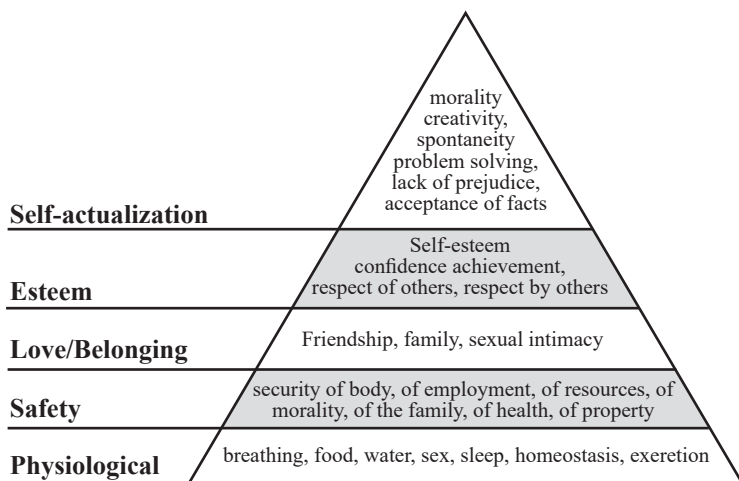 morality
creativity,
spontaneity
problem solving,
lack of prejudice,
acceptance of facts
Self-actualization
Self-esteem
confidence achievement,
respect of others, respect by others
Esteem
Friendship, family, sexual intimacy
Love/Belonging
security of body, of employment, of resources, of
morality, of the family, of health, of property
Safety
breathing, food, water, sex, sleep, homeostasis, exeretion
Physiological